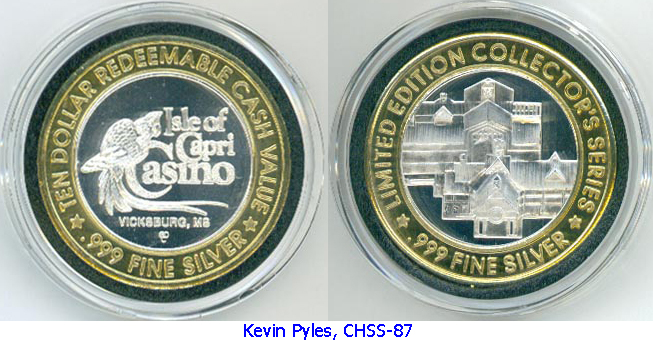 ★ TEN DOLLAR REDEEMABLE CASH VALUE ★
Isle of
Capri
Casino
VICKSBURG, MS
.999 FINE SILVER
★ LIMITED EDITION COLLECTOR'S SERIES ★
.999 FINE SILVER
Kevin Pyles, CHSS-87